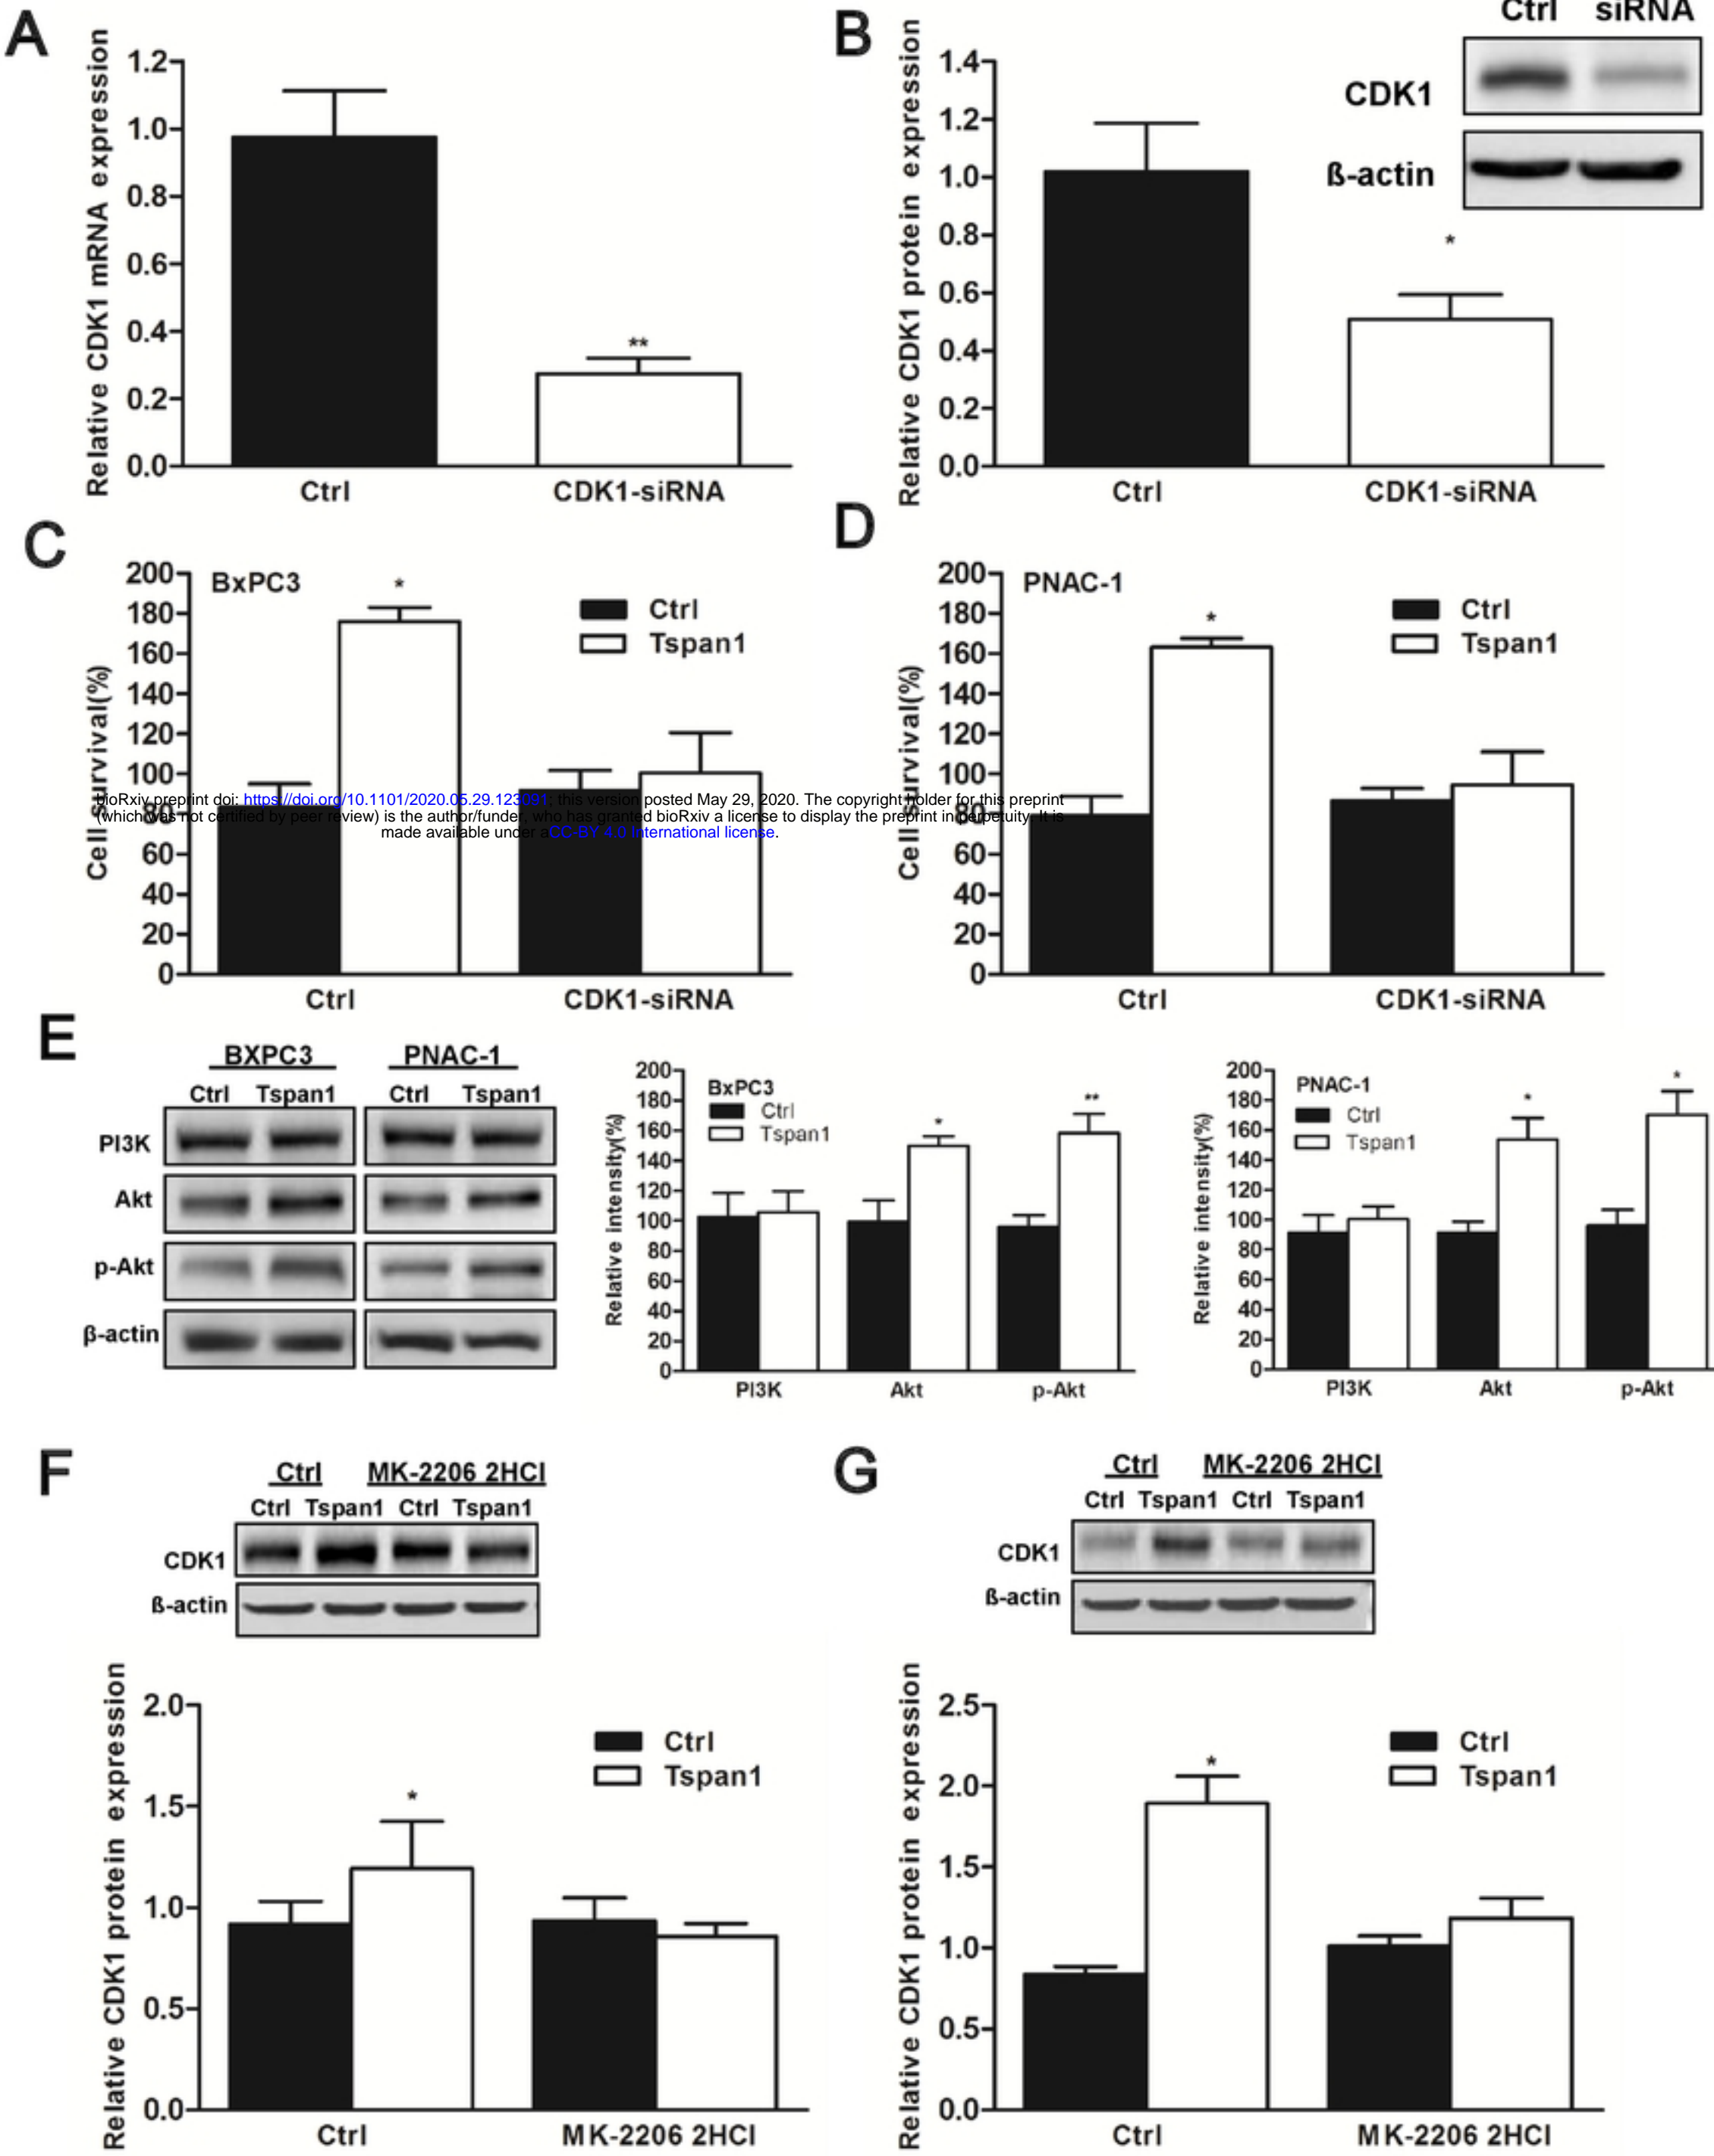 A
Relative CDK1 mRNA expression
1.2
1.0
0.8
0.6
0.4
0.2
0.0
**
Ctrl
CDK1-siRNA
B
Relative CDK1 protein expression
1.4
1.2
1.0
0.8
0.6
0.4
0.2
0.0
*
Ctrl
CDK1-siRNA
Ctrl siRNA
CDK1
ß-actin
C
Cell survival(%)
200
180
160
140
120
100
80
60
40
20
0
BxPC3
*
Ctrl
Tspan1
Ctrl
CDK1-siRNA
D
Cell survival(%)
200
180
160
140
120
100
80
60
40
20
0
PNAC-1
*
Ctrl
Tspan1
Ctrl
CDK1-siRNA
bioRxiv preprint doi: https://doi.org/10.1101/2020.05.29.123091; this version posted May 29, 2020. The copyright holder for this preprint
(which was not certified by peer review) is the author/funder, who has granted bioRxiv a license to display the preprint in perpetuity. It is
made available under aCC-BY 4.0 International license.
E
BXPC3 PNAC-1
Ctrl Tspan1 Ctrl Tspan1
PI3K
Akt
p-Akt
β-actin
Relative intensity(%)
200
180
160
140
120
100
80
60
40
20
0
BxPC3
Ctrl
Tspan1
*
**
PI3K
Akt
p-Akt
Relative intensity(%)
200
180
160
140
120
100
80
60
40
20
0
PNAC-1
Ctrl
Tspan1
*
*
PI3K
Akt
p-Akt
F
Ctrl MK-2206 2HCl
Ctrl Tspan1 Ctrl Tspan1
CDK1
ß-actin
Relative CDK1 protein expression
2.0
1.5
1.0
0.5
0.0
*
Ctrl
Tspan1
Ctrl
MK-2206 2HCl
G
Ctrl MK-2206 2HCl
Ctrl Tspan1 Ctrl Tspan1
CDK1
ß-actin
Relative CDK1 protein expression
2.5
2.0
1.5
1.0
0.5
0.0
*
Ctrl
Tspan1
Ctrl
MK-2206 2HCl